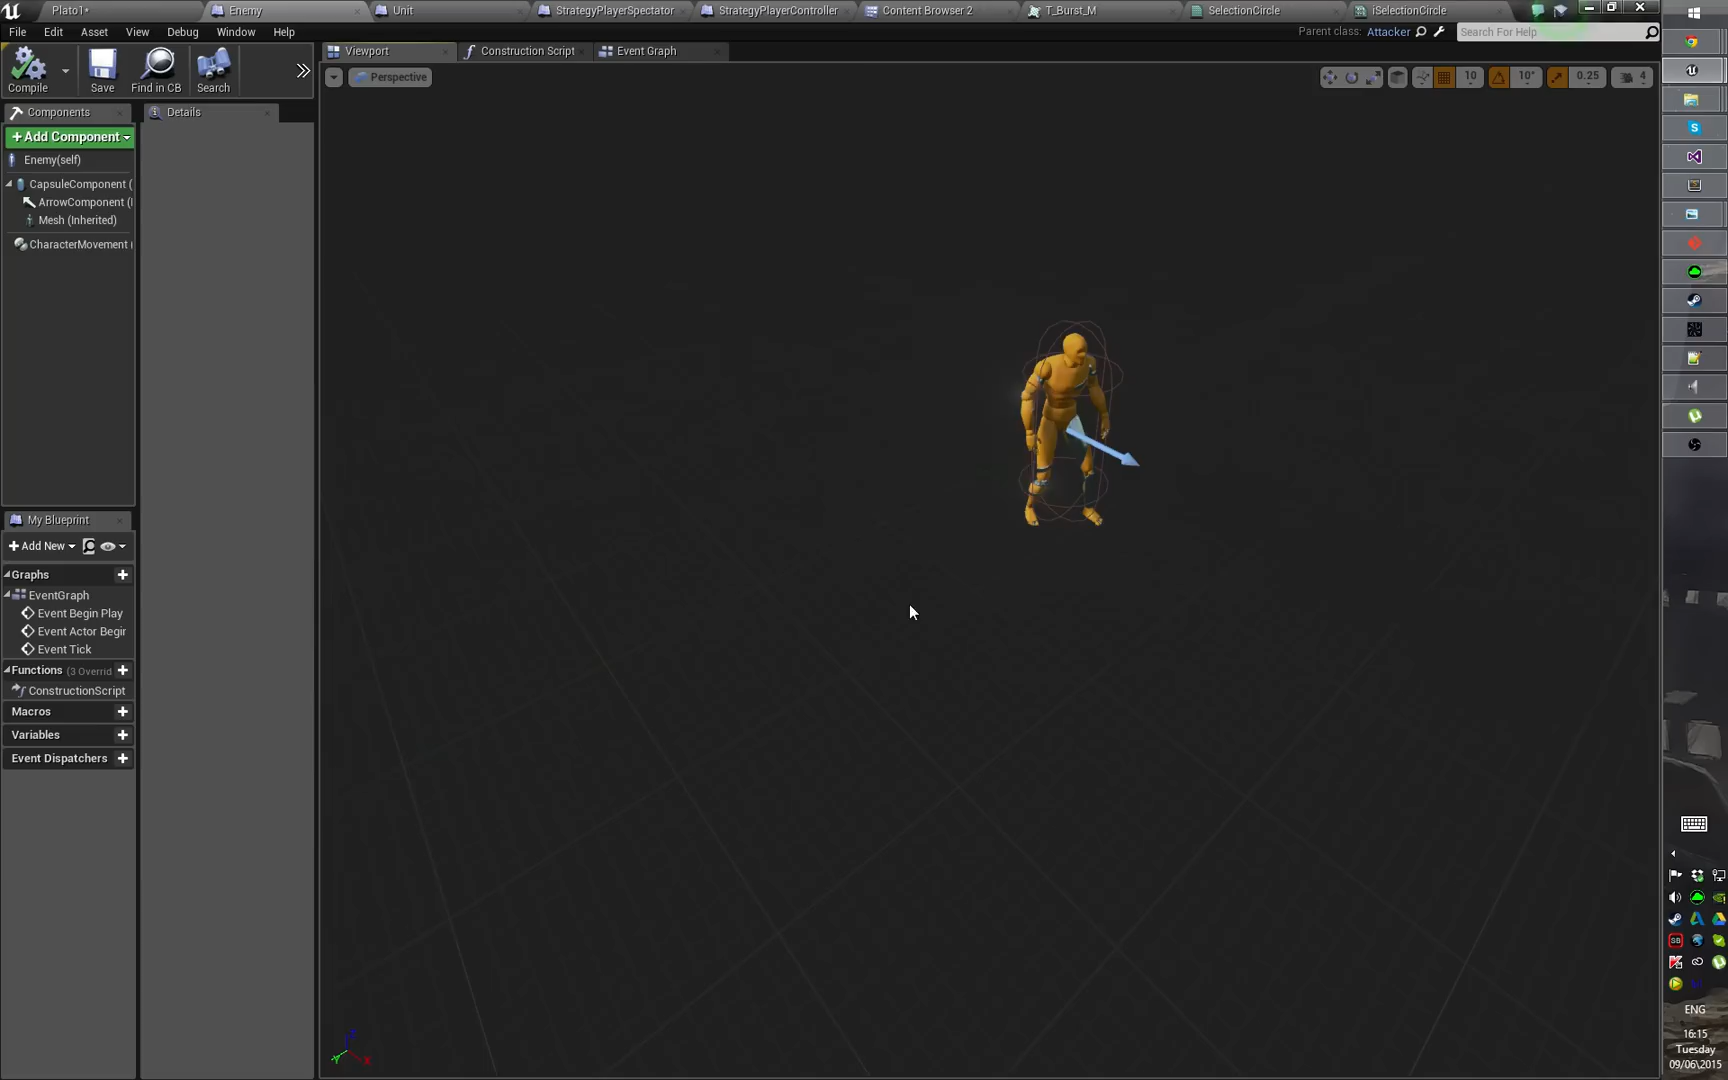 Plato1*
Enemy
Unit
StrategyPlayerSpectator
StrategyPlayerController
Content Browser 2
T_Burst_M
SelectionCircle
iSelectionCircle
File Edit Asset View Debug Window Help
Parent class: Attacker
Search For Help
Compile
Save
Find in CB
Search
Viewport
Construction Script
Event Graph
Perspective
10
10°
0.25
4
Components
Details
+Add Component
Enemy(self)
CapsuleComponent (
ArrowComponent (I
Mesh (Inherited)
CharacterMovement (
My Blueprint
+Add New
Graphs
EventGraph
Event Begin Play
Event Actor Begin
Event Tick
Functions (3 Overrid
ConstructionScript
Macros
Variables
Event Dispatchers
SB
ENG
16:15
Tuesday
09/06\2015